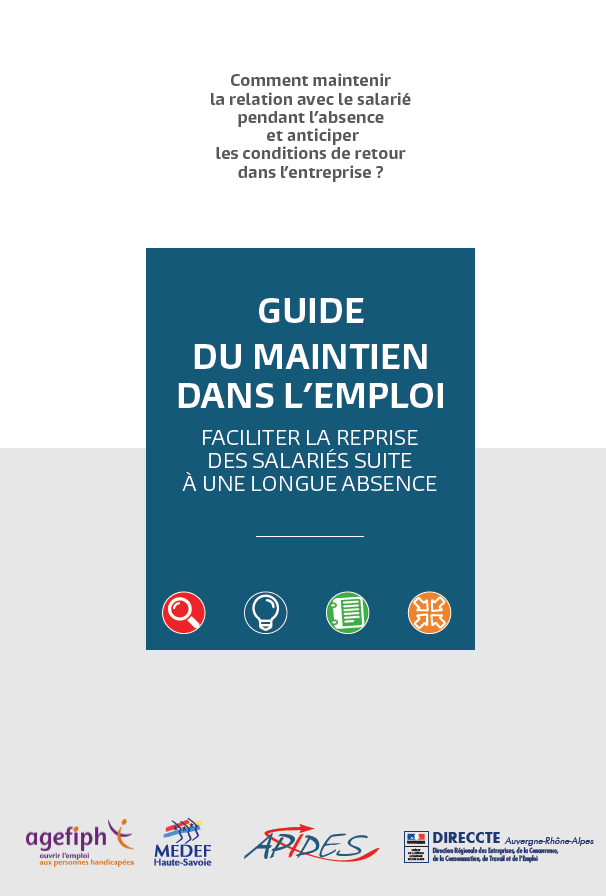 Comment maintenir
la relation avec le salarié
pendant l’absence
et anticiper
les conditions de retour
dans l’entreprise ?
GUIDE
DU MAINTIEN
DANS L’EMPLOI
FACILITER LA REPRISE
DES SALARIÉS SUITE
À UNE LONGUE ABSENCE
agefiph
ouvrir l’emploi
aux personnes handicapées
MEDEF
Haute-Savoie
APIDES
DIRECCTE Auvergne-Rhône-Alpes
Direction Régionale des Entreprises, de la Concurrence,
de la Consommation, du Travail et de l’Emploi